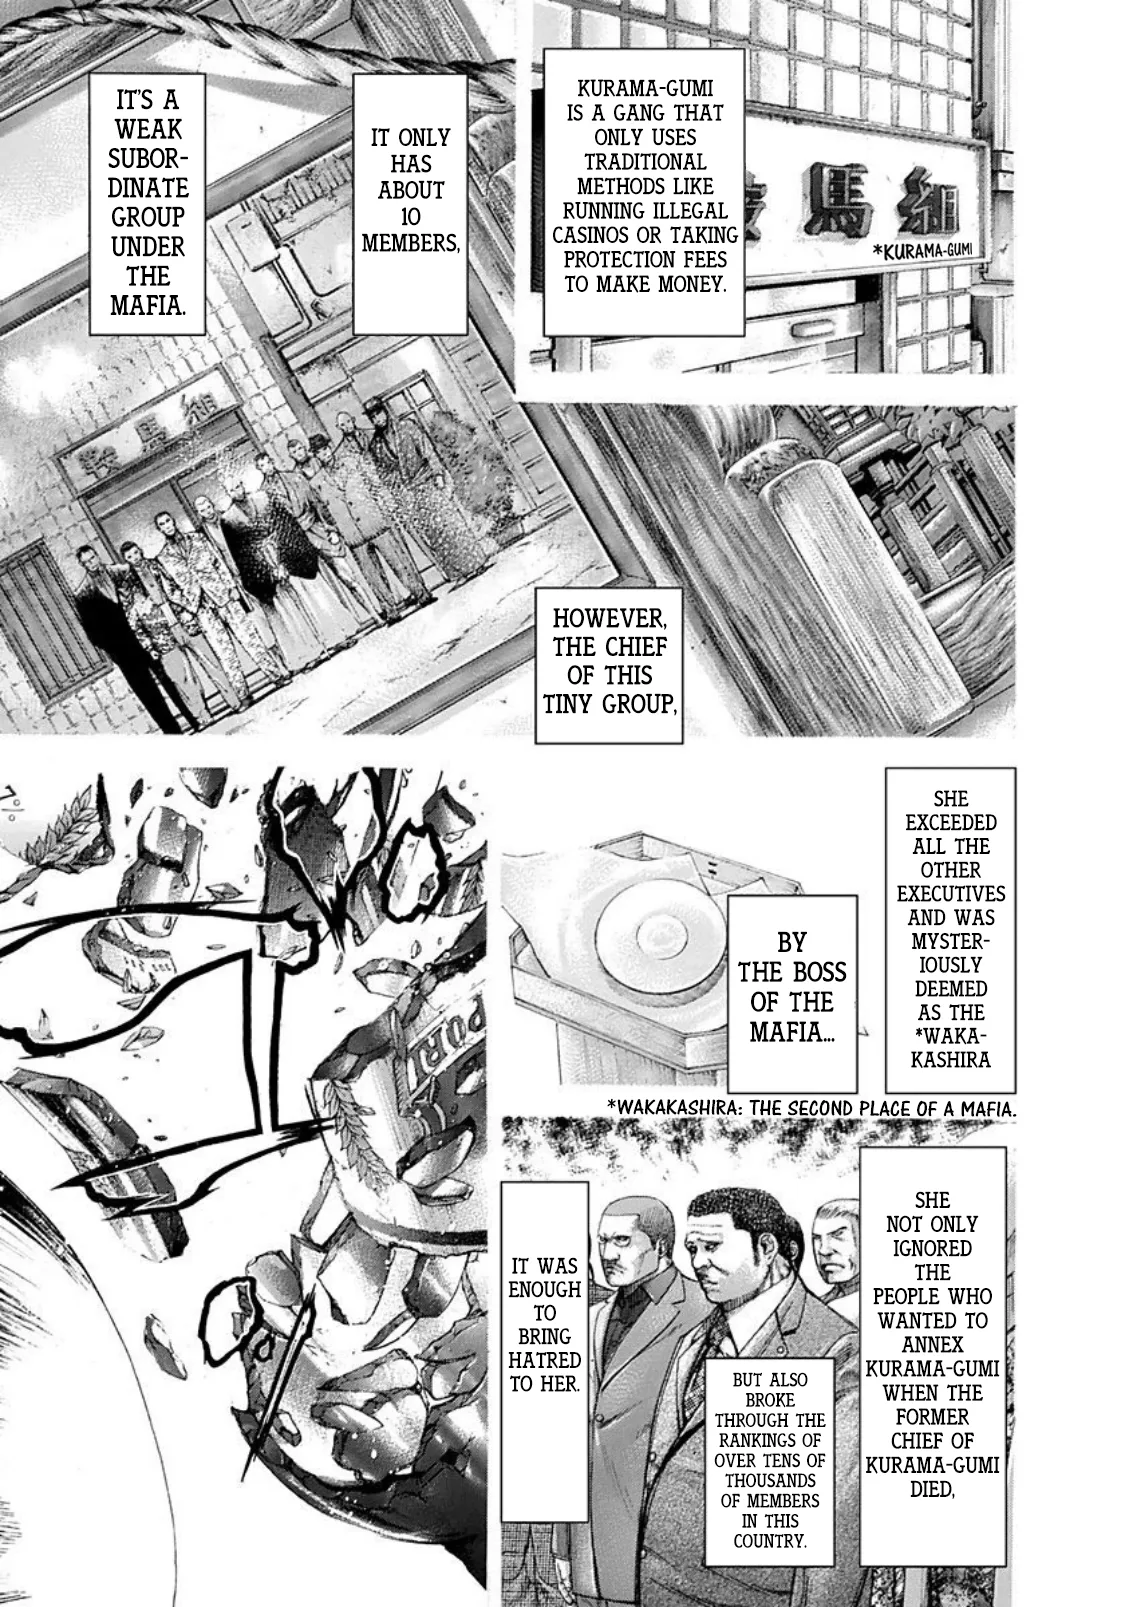 KURAMA-GUMI
IS A GANG THAT
ONLY USES
TRADITIONAL
METHODS LIKE
RUNNING ILLEGAL
CASINOS OR TAKING
PROTECTION FEES
TO MAKE MONEY.
馬組
*KURAMA-GUMI
IT ONLY
HAS
ABOUT
10
MEMBERS,
IT'S A
WEAK
SUBOR-
DINATE
GROUP
UNDER
THE
MAFIA.
馬組
HOWEVER,
THE CHIEF
OF THIS
TINY GROUP,
SHE
EXCEEDED
ALL THE
OTHER
EXECUTIVES
AND WAS
MYSTER-
IOUSLY
DEEMED
AS THE
*WAKA-
KASHIRA
BY
THE BOSS
OF THE
MAFIA...
*WAKAKASHIRA: THE SECOND PLACE OF A MAFIA.
SHE
NOT ONLY
IGNORED
THE
PEOPLE WHO
WANTED TO
ANNEX
KURAMA-GUMI
WHEN THE
FORMER
CHIEF OF
KURAMA-GUMI
DIED,
BUT ALSO
BROKE
THROUGH THE
RANKINGS OF
OVER TENS OF
THOUSANDS
OF MEMBERS
IN THIS
COUNTRY.
IT WAS
ENOUGH
TO
BRING
HATRED
TO HER.